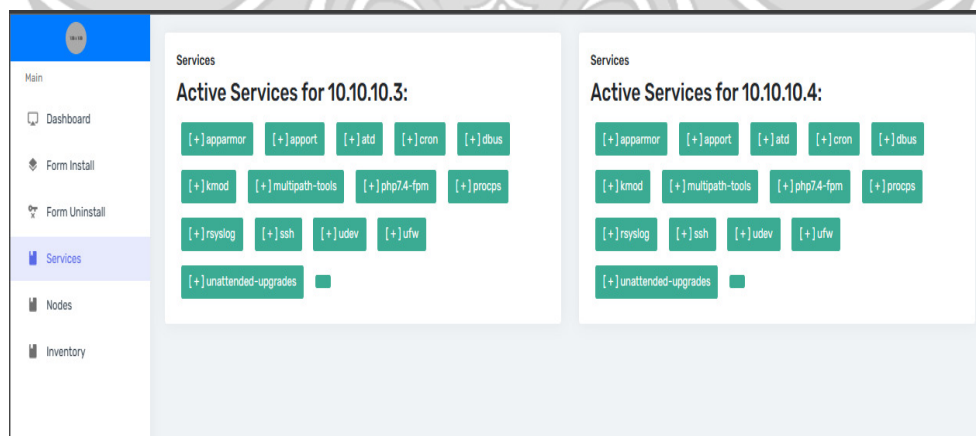 Main
Dashboard
Form Install
Form Uninstall
Services
Nodes
Inventory
Services
Active Services for 10.10.10.3:
[+] apparmor [+] apport [+] atd [+] cron [+] dbus
[+] kmod [+] multipath-tools [+] php7.4-fpm [+] procps
[+] rsyslog [+] ssh [+] udev [+] ufw
[+] unattended-upgrades
Services
Active Services for 10.10.10.4:
[+] apparmor [+] apport [+] atd [+] cron [+] dbus
[+] kmod [+] multipath-tools [+] php7.4-fpm [+] procps
[+] rsyslog [+] ssh [+] udev [+] ufw
[+] unattended-upgrades